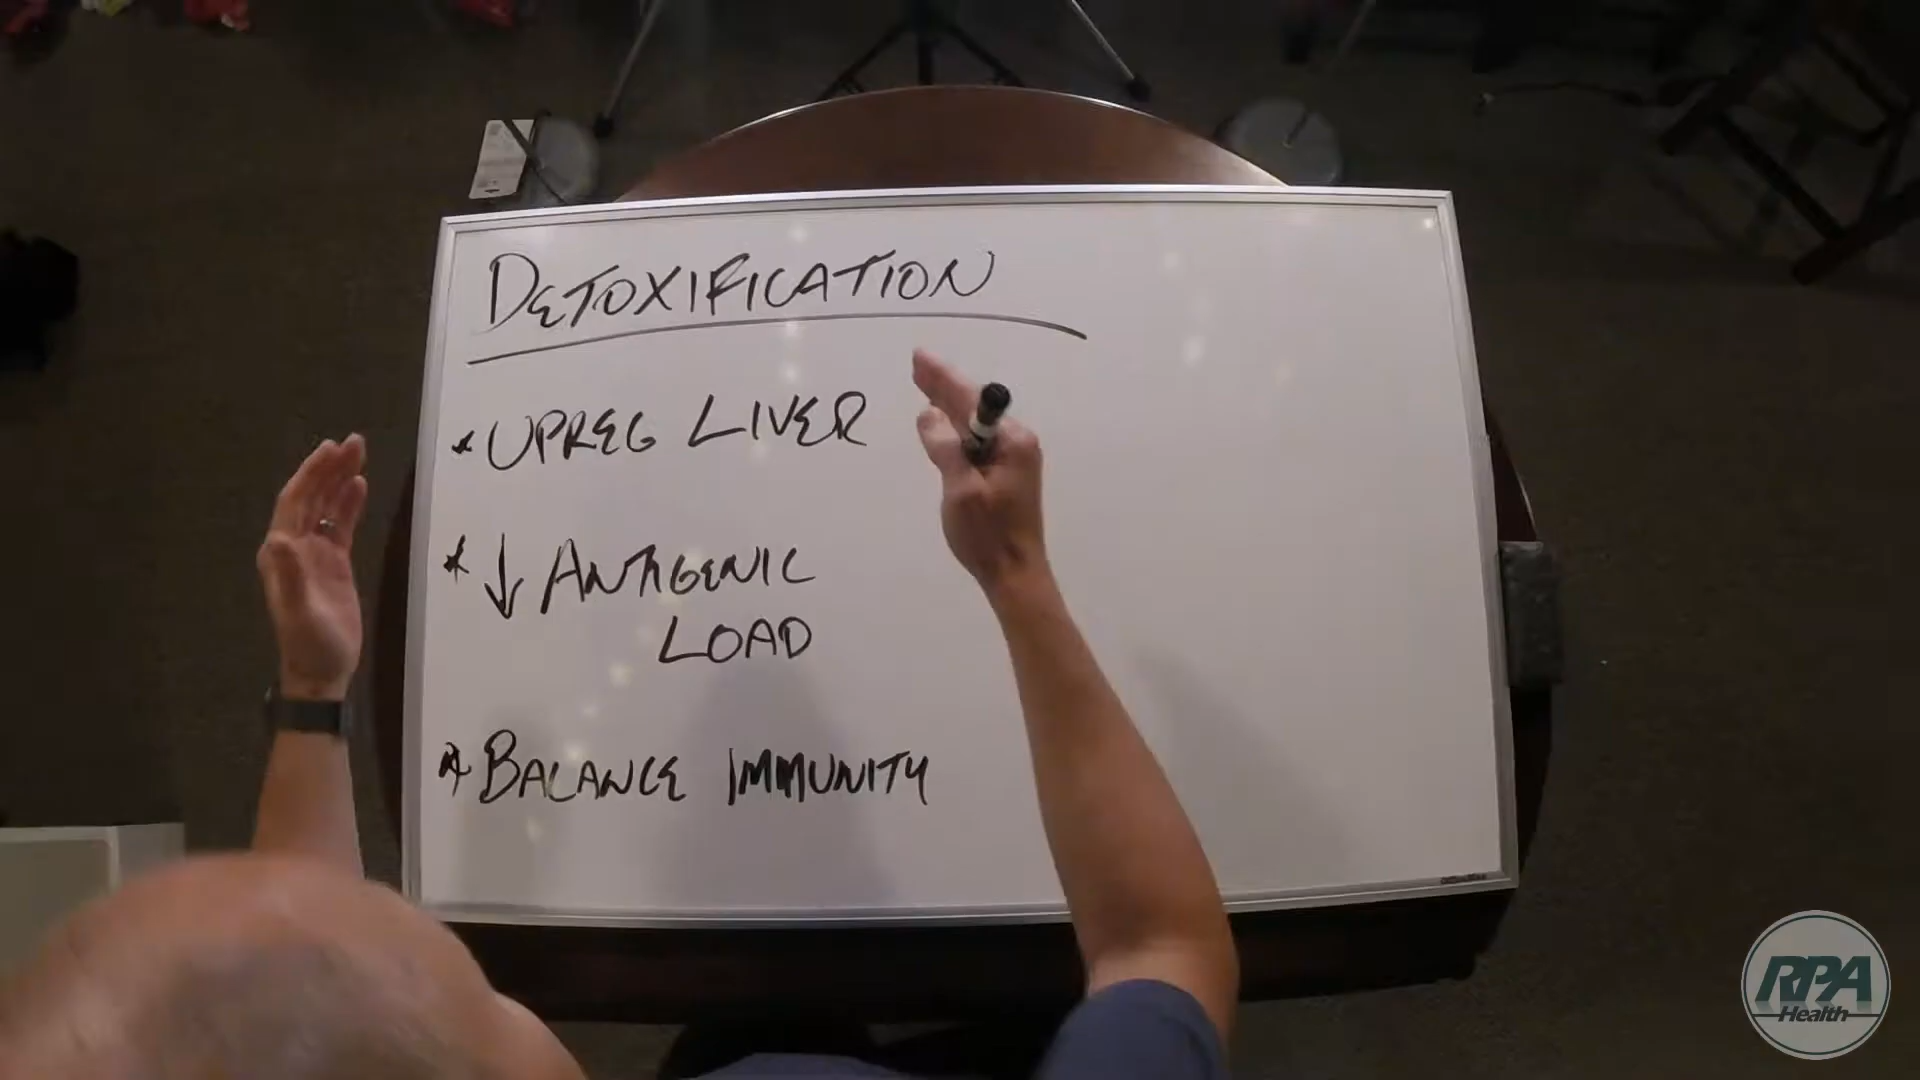 DETOXIFICATION
* UPREG LIVER
* ↓ ANTIGENIC
LOAD
* BALANCE IMMUNITY
RPA
Health